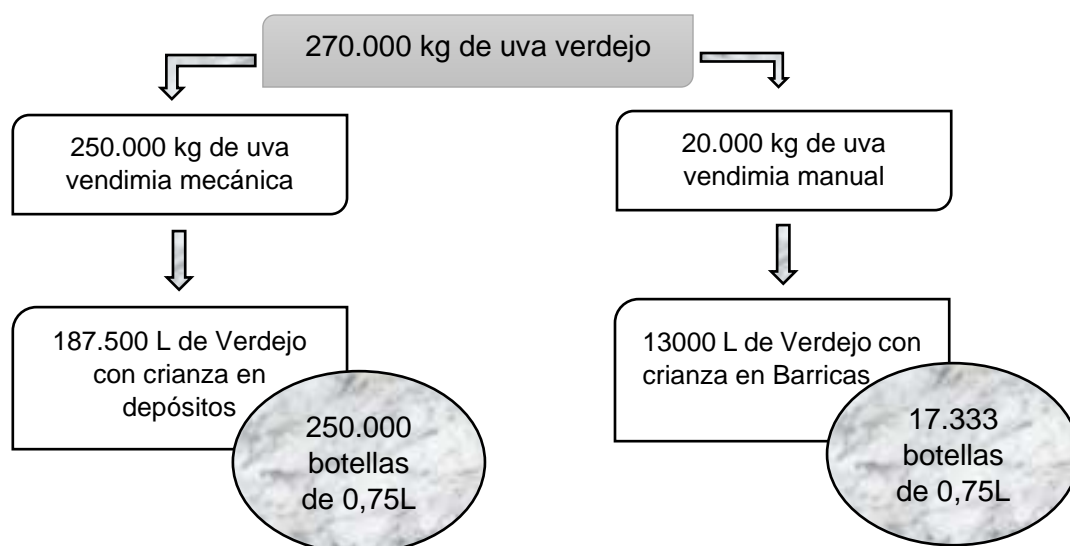 270.000 kg de uva verdejo
250.000 kg de uva
vendimia mecánica
20.000 kg de uva
vendimia manual
187.500 L de Verdejo
con crianza en
depósitos
13000 L de Verdejo con
crianza en Barricas
250.000
botellas
de 0,75L
17.333
botellas
de 0,75L